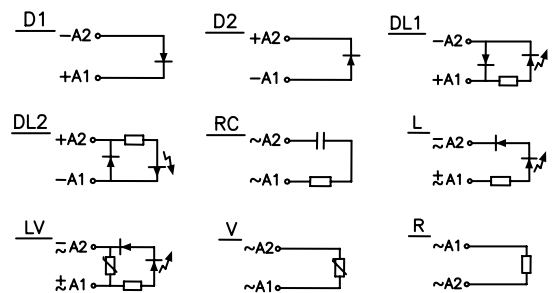 D1
−A2
+A1
D2
+A2
−A1
DL1
−A2
+A1
DL2
+A2
−A1
RC
~A2
~A1
L
≂A2
±~A1
LV
≂A2
±~A1
V
~A2
~A1
R
~A1
~A2